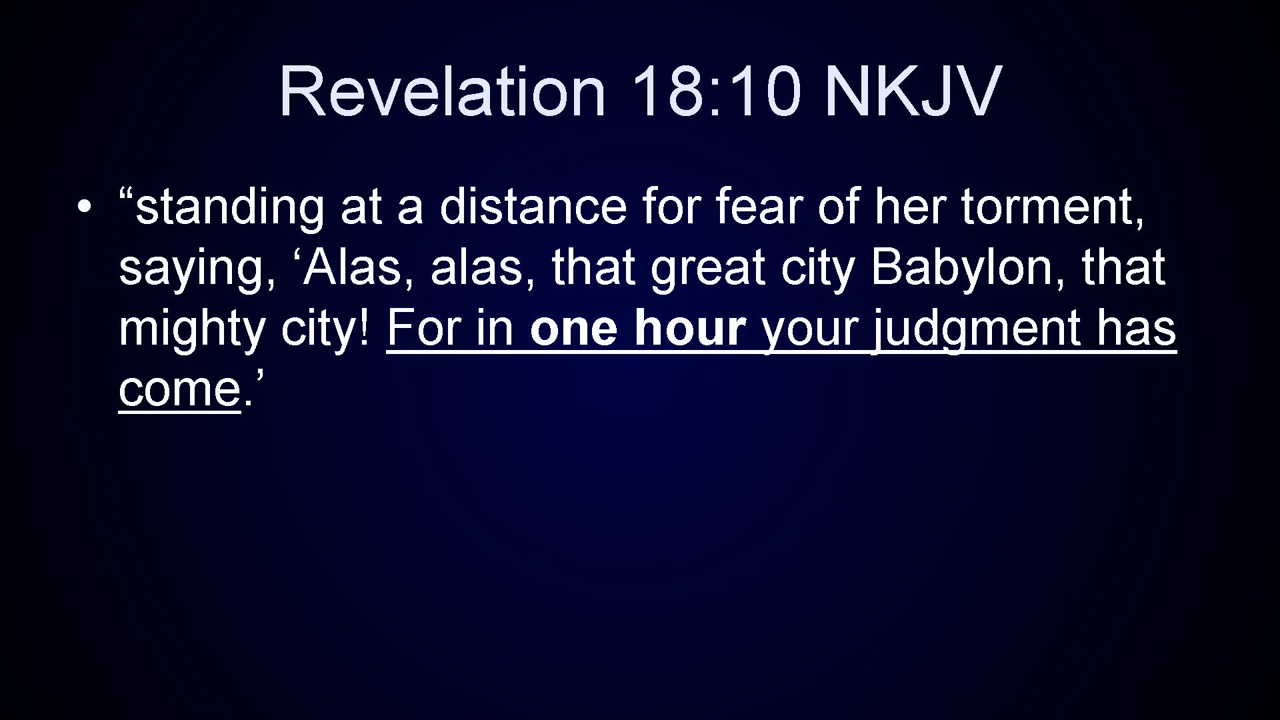 Revelation 18:10 NKJV
• “standing at a distance for fear of her torment,
saying, ‘Alas, alas, that great city Babylon, that
mighty city! For in one hour your judgment has
come.’